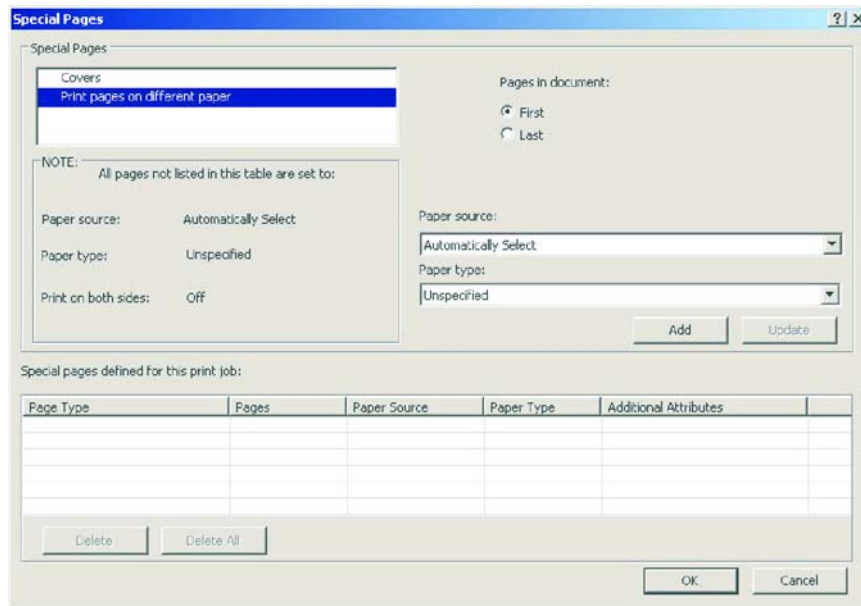 Special Pages
Special Pages
Covers
Print pages on different paper
Pages in document:
First
Last
NOTE:
All pages not listed in this table are set to:
Paper source: Automatically Select
Paper type: Unspecified
Print on both sides: Off
Paper source:
Automatically Select
Paper type:
Unspecified
Add Update
Special pages defined for this print job:
Page Type Pages Paper Source Paper Type Additional Attributes
Delete Delete All
OK Cancel